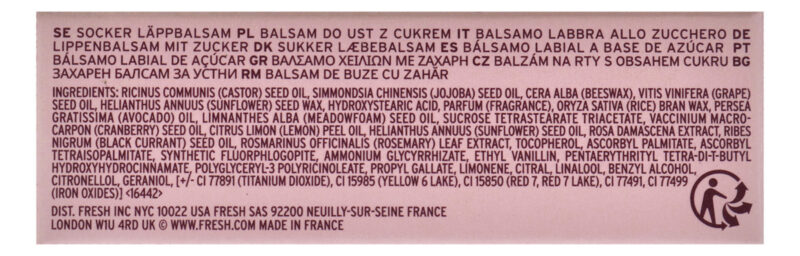 SE SOCKER LÄPPBALSAM PL BALSAM DO UST Z CUKREM IT BALSAMO LABBRA ALLO ZUCCHERO DE
LIPPENBALSAM MIT ZUCKER DK SUKKER LÆBEBALSAM ES BÁLSAMO LABIAL A BASE DE AZÚCAR PT
BÁLSAMO LABIAL DE AÇÚCAR GR ΒΑΛΣΑΜΟ ΧΕΙΛΙΩΝ ΜΕ ΖΑΧΑΡΗ CZ BALZÁM NA RTY S OBSAHEM CUKRU BG
ЗАХАРЕН БАЛСАМ ЗА УСТНИ RM BALSAM DE BUZE CU ZAHĂR
INGREDIENTS: RICINUS COMMUNIS (CASTOR) SEED OIL, SIMMONDSIA CHINENSIS (JOJOBA) SEED OIL, CERA ALBA (BEESWAX), VITIS VINIFERA (GRAPE)
SEED OIL, HELIANTHUS ANNUUS (SUNFLOWER) SEED WAX, HYDROXYSTEARIC ACID, PARFUM (FRAGRANCE), ORYZA SATIVA (RICE) BRAN WAX, PERSEA
GRATISSIMA (AVOCADO) OIL, LIMNANTHES ALBA (MEADOWFOAM) SEED OIL, SUCROSE TETRASTEARATE TRIACETATE, VACCINIUM MACRO-
CARPON (CRANBERRY) SEED OIL, CITRUS LIMON (LEMON) PEEL OIL, HELIANTHUS ANNUUS (SUNFLOWER) SEED OIL, ROSA DAMASCENA EXTRACT, RIBES
NIGRUM (BLACK CURRANT) SEED OIL, ROSMARINUS OFFICINALIS (ROSEMARY) LEAF EXTRACT, TOCOPHEROL, ASCORBYL PALMITATE, ASCORBYL
TETRAISOPALMITATE, SYNTHETIC FLUORPHLOGOPITE, AMMONIUM GLYCYRRHIZATE, ETHYL VANILLIN, PENTAERYTHRITYL TETRA-DI-T-BUTYL
HYDROXYHYDROCINNAMATE, POLYGLYCERYL-3 POLYRICINOLEATE, PROPYL GALLATE, LIMONENE, CITRAL, LINALOOL, BENZYL ALCOHOL,
CITRONELLOL, GERANIOL, [+/- CI 77891 (TITANIUM DIOXIDE), CI 15985 (YELLOW 6 LAKE), CI 15850 (RED 7, RED 7 LAKE), CI 77491, CI 77499
(IRON OXIDES)] <16442>
DIST. FRESH INC NYC 10022 USA FRESH SAS 92200 NEUILLY-SUR-SEINE FRANCE
LONDON W1U 4RD UK © WWW.FRESH.COM MADE IN FRANCE